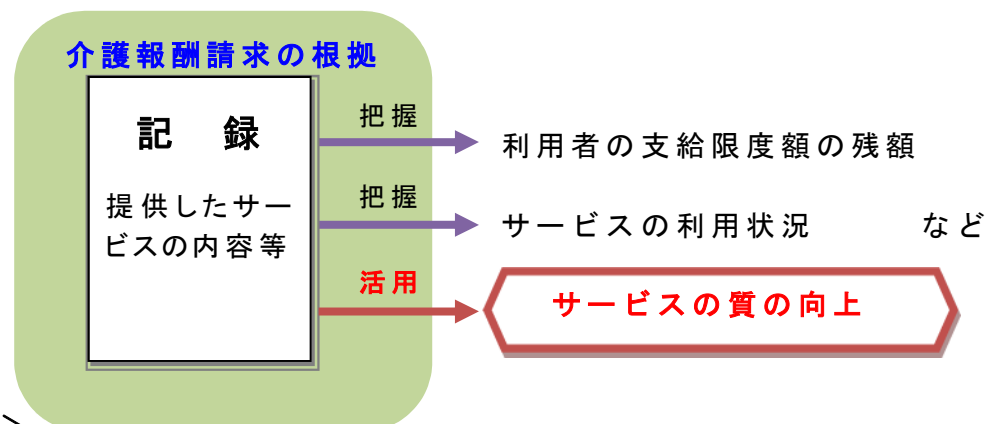 介護報酬請求の根拠
記　録
提供したサー
ビスの内容等
把握
利用者の支給限度額の残額
把握
サービスの利用状況　　など
活用
サービスの質の向上